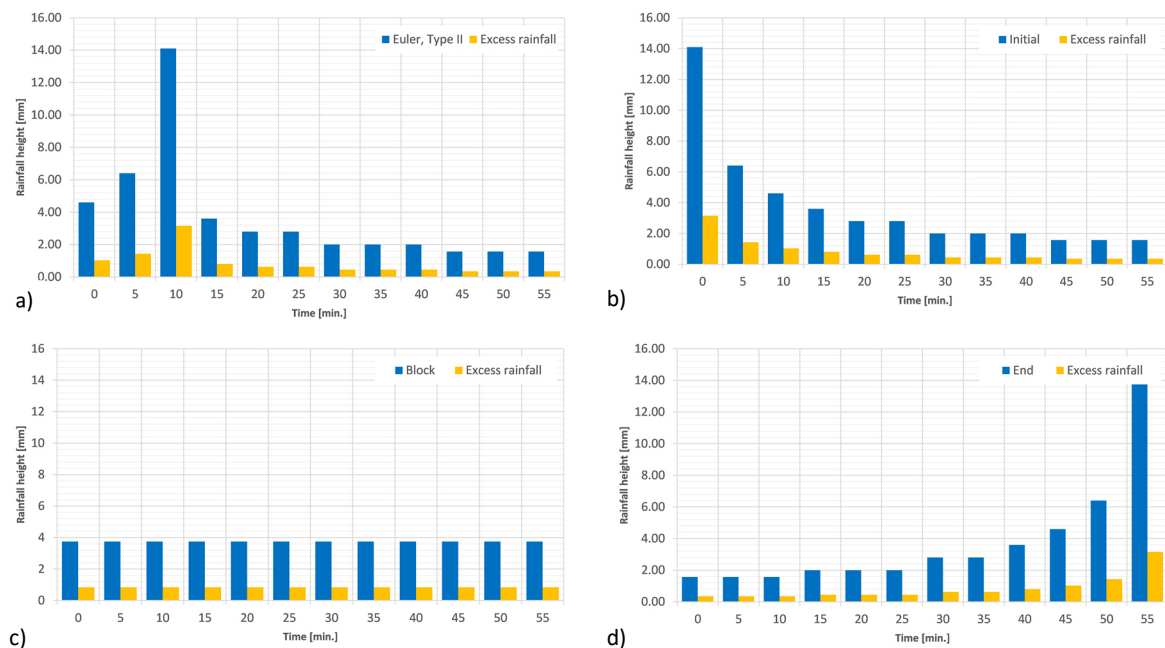 16.00
14.00
12.00
10.00
8.00
6.00
4.00
2.00
0.00
Rainfall height [mm]
Euler, Type II Excess rainfall
0 5 10 15 20 25 30 35 40 45 50 55
Time [min.]
a)
16.00
14.00
12.00
10.00
8.00
6.00
4.00
2.00
0.00
Rainfall height [mm]
Initial Excess rainfall
0 5 10 15 20 25 30 35 40 45 50 55
Time [min.]
b)
16
14
12
10
8
6
4
2
0
Rainfall height [mm]
Block Excess rainfall
0 5 10 15 20 25 30 35 40 45 50 55
Time [min.]
c)
16.00
14.00
12.00
10.00
8.00
6.00
4.00
2.00
0.00
Rainfall height [mm]
End Excess rainfall
0 5 10 15 20 25 30 35 40 45 50 55
Time [min.]
d)